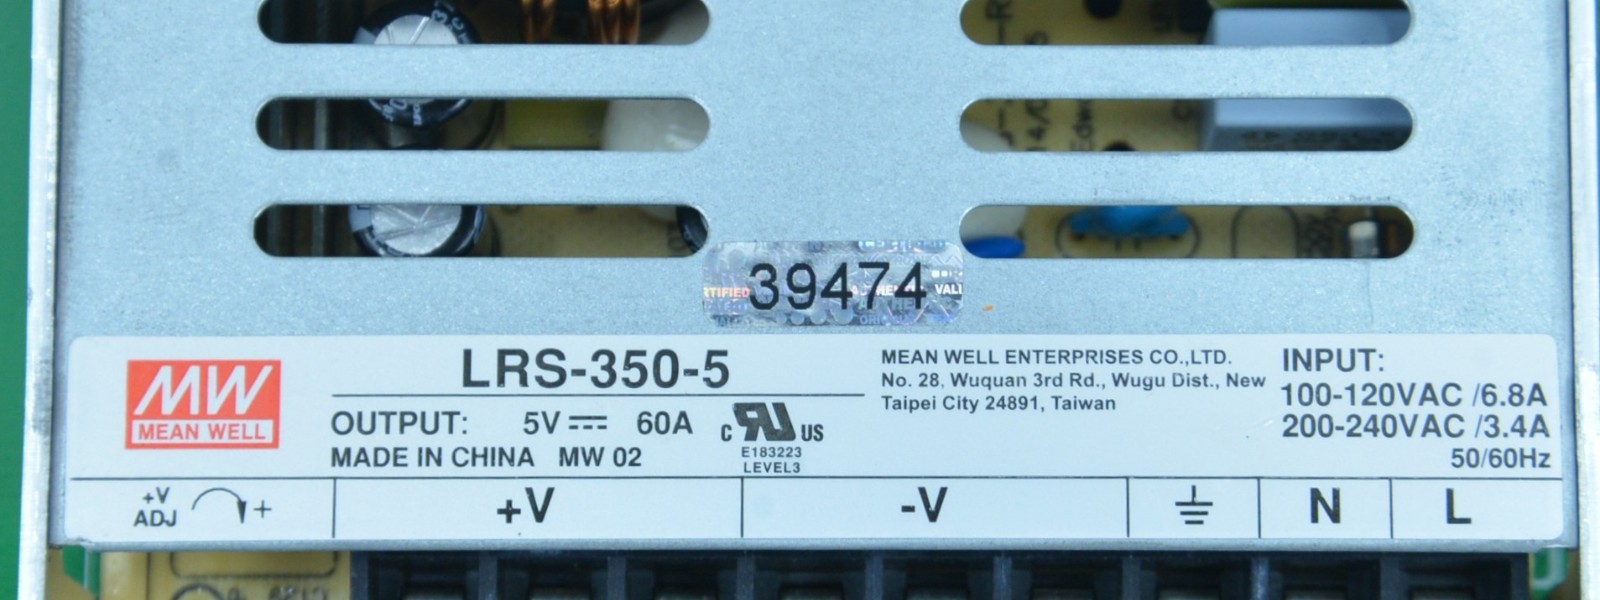 39474
MW
MEAN WELL
LRS-350-5
OUTPUT: 5V 60A
MADE IN CHINA MW 02
C RU US
E183223
LEVEL3
MEAN WELL ENTERPRISES CO.,LTD.
No. 28, Wuquan 3rd Rd., Wugu Dist., New
Taipei City 24891, Taiwan
INPUT:
100-120VAC /6.8A
200-240VAC /3.4A
50/60Hz
+V
ADJ +
+V
-V
N
L